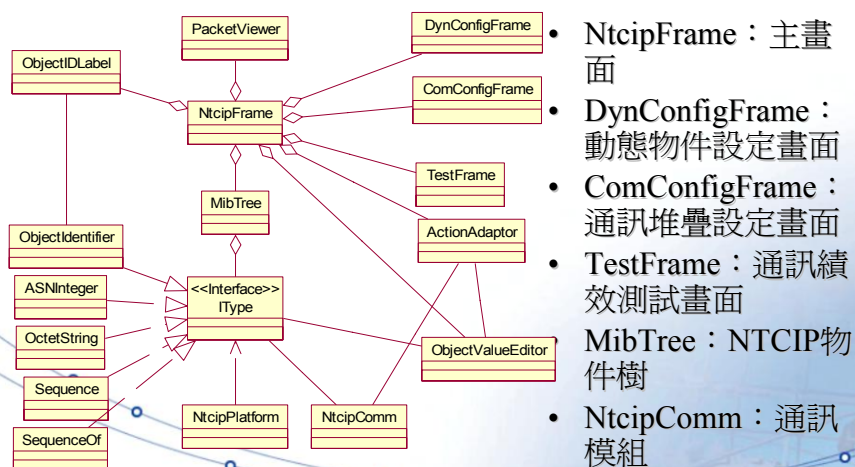 PacketViewer
DynConfigFrame
ObjectIDLabel
ComConfigFrame
NtcipFrame
TestFrame
MibTree
ActionAdaptor
ObjectIdentifier
ASNInteger
<<Interface>>
IType
OctetString
ObjectValueEditor
Sequence
NtcipPlatform
NtcipComm
SequenceOf
• NtcipFrame：主畫
面
• DynConfigFrame：
動態物件設定畫面
• ComConfigFrame：
通訊堆疊設定畫面
• TestFrame：通訊績
效測試畫面
• MibTree：NTCIP物
件樹
• NtcipComm：通訊
模組